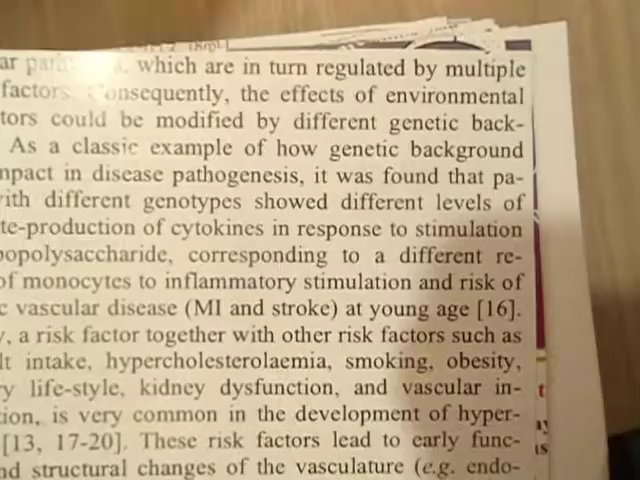 which are in turn regulated by multiple
factors. Consequently, the effects of environmental
tors could be modified by different genetic back-
As a classic example of how genetic background
mpact in disease pathogenesis, it was found that pa-
ith different genotypes showed different levels of
te-production of cytokines in response to stimulation
opolysaccharide, corresponding to a different re-
of monocytes to inflammatory stimulation and risk of
c vascular disease (MI and stroke) at young age [16].
y, a risk factor together with other risk factors such as
lt intake, hypercholesterolaemia, smoking, obesity,
ry life-style, kidney dysfunction, and vascular in-
ion, is very common in the development of hyper-
[13, 17-20]. These risk factors lead to early func-
nd structural changes of the vasculature (e.g. endo-